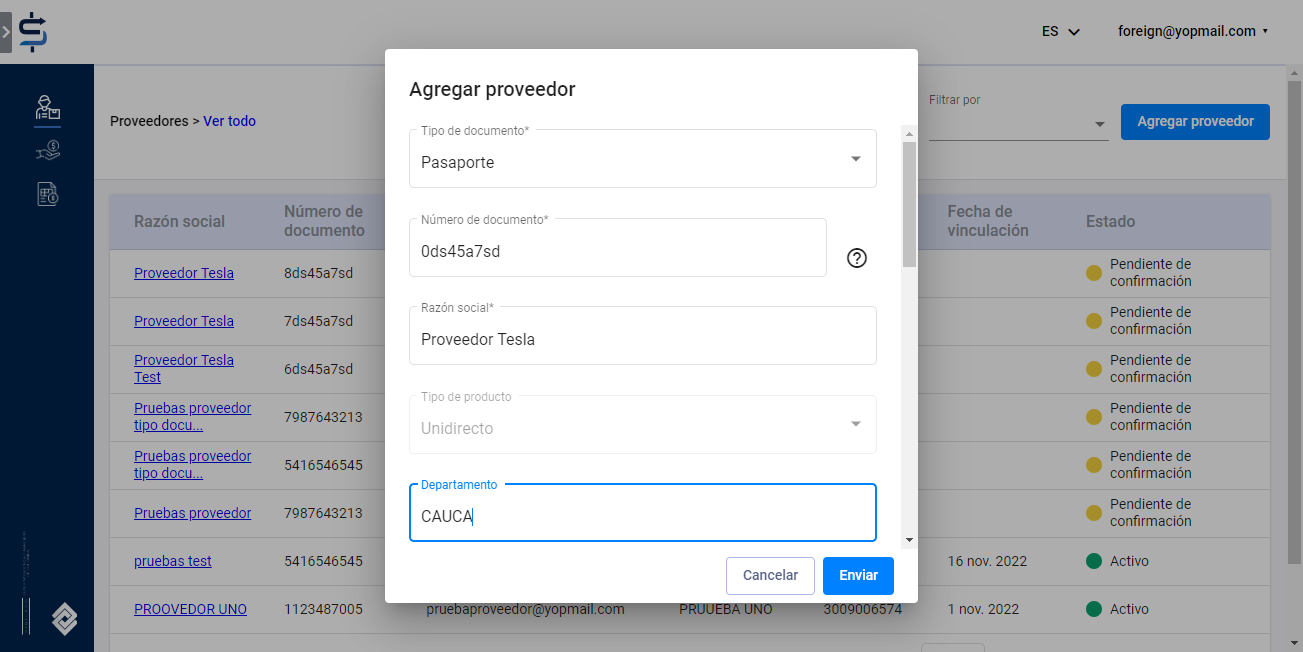 ES
foreign@yopmail.com
Proveedores > Ver todo
Filtrar por
Agregar proveedor
Agregar proveedor
Tipo de documento*
Pasaporte
Número de documento*
0ds45a7sd
Razón social*
Proveedor Tesla
Tipo de producto
Unidirecto
Departamento
CAUCA
Cancelar
Enviar
Razón social
Número de
documento
Fecha de
vinculación
Estado
Proveedor Tesla
8ds45a7sd
Pendiente de
confirmación
Proveedor Tesla
7ds45a7sd
Pendiente de
confirmación
Proveedor Tesla
Test
6ds45a7sd
Pendiente de
confirmación
Pruebas proveedor
tipo docu...
7987643213
Pendiente de
confirmación
Pruebas proveedor
tipo docu...
5416546545
Pendiente de
confirmación
Pruebas proveedor
7987643213
Pendiente de
confirmación
pruebas test
5416546545
16 nov. 2022
Activo
PROOVEDOR UNO
1123487005
pruebaproveedor@yopmail.com
PRUUEBA UNO
3009006574
1 nov. 2022
Activo